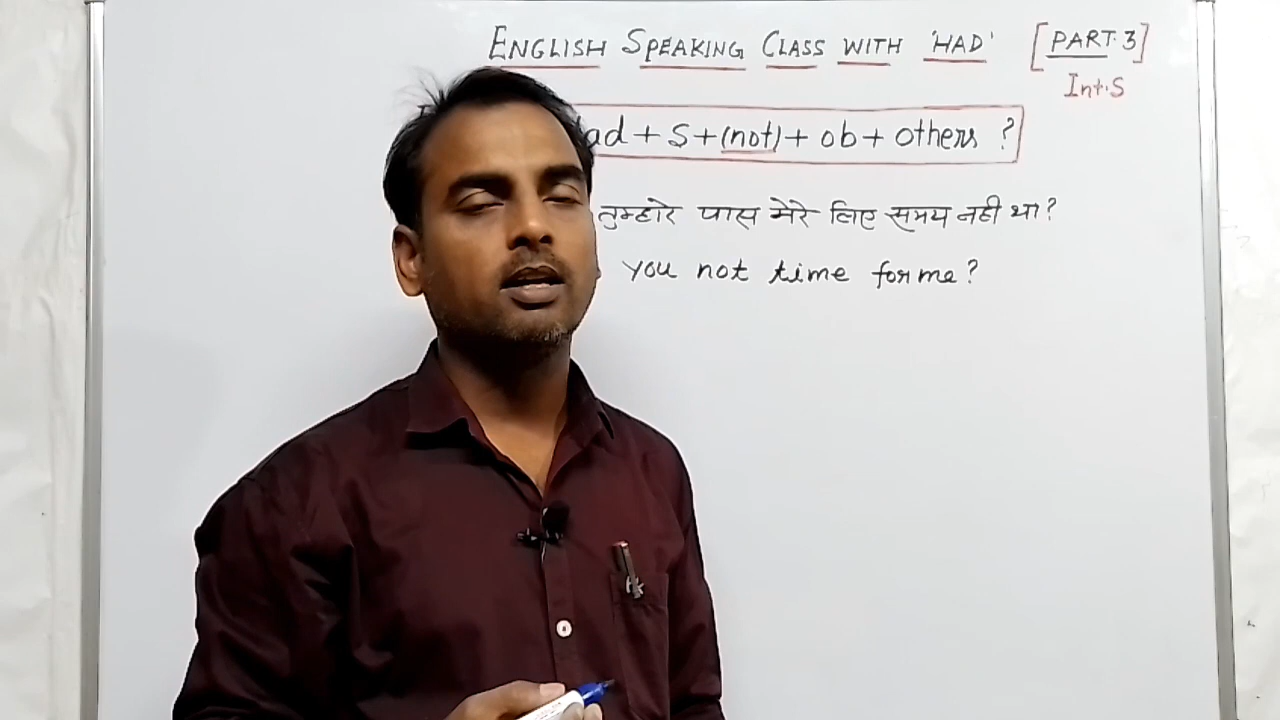 ENGLISH SPEAKING CLASS WITH 'HAD' [PART 3]
Int. S
ad + S + (not) + ob + others ?
तुम्हारे पास मेरे लिए समय नही था?
you not time for me?